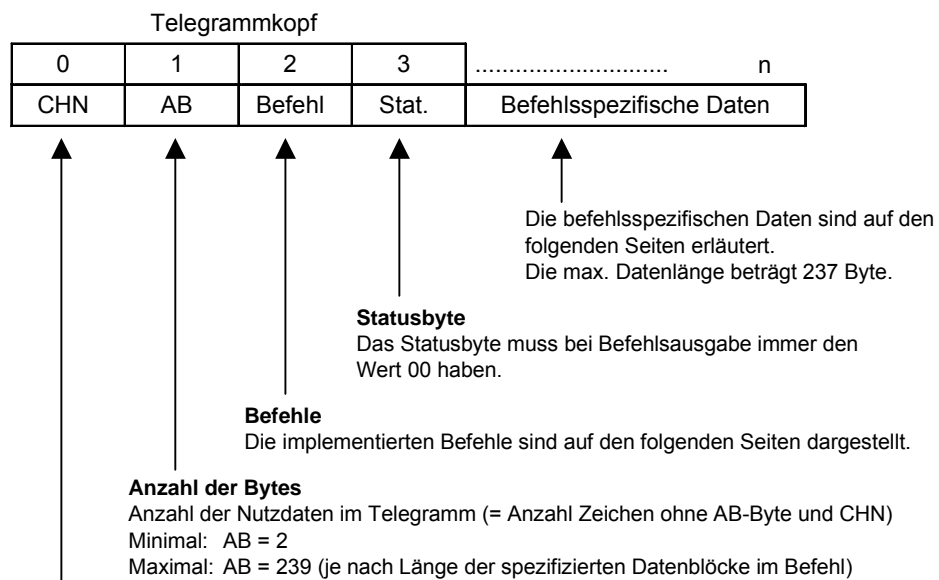 Telegrammkopf
0 1 2 3 ............................. n
CHN AB Befehl Stat. Befehlsspezifische Daten
Die befehlsspezifischen Daten sind auf den
folgenden Seiten erläutert.
Die max. Datenlänge beträgt 237 Byte.
Statusbyte
Das Statusbyte muss bei Befehlsausgabe immer den
Wert 00 haben.
Befehle
Die implementierten Befehle sind auf den folgenden Seiten dargestellt.
Anzahl der Bytes
Anzahl der Nutzdaten im Telegramm (= Anzahl Zeichen ohne AB-Byte und CHN)
Minimal: AB = 2
Maximal: AB = 239 (je nach Länge der spezifizierten Datenblöcke im Befehl)